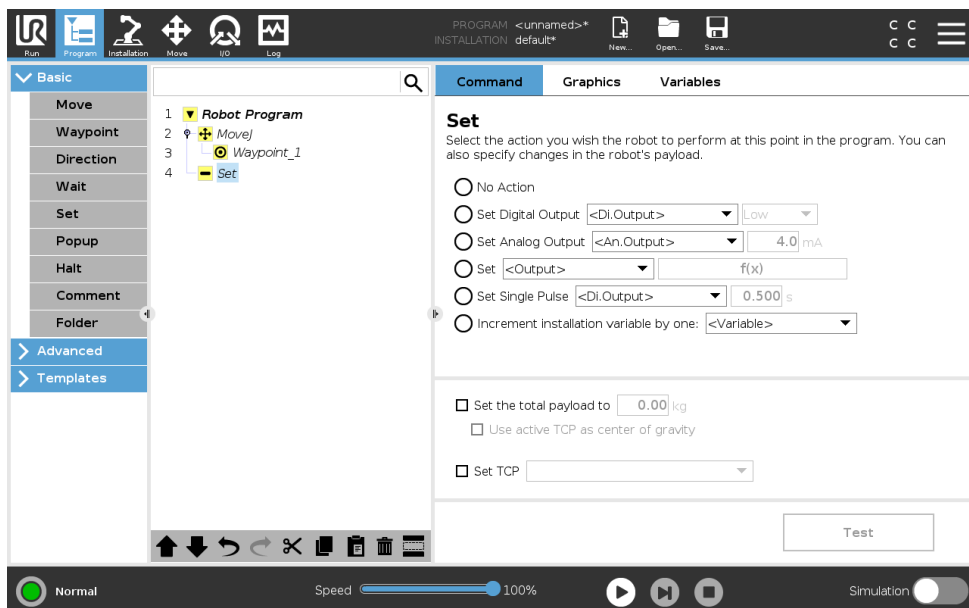 UR
Run
Program
Installation
Move
I/O
Log
PROGRAM <unnamed>*
INSTALLATION default*
New...
Open...
Save...
C C
C C
Basic
Move
Waypoint
Direction
Wait
Set
Popup
Halt
Comment
Folder
Advanced
Templates
1 Robot Program
2 MoveJ
3 Waypoint_1
4 Set
Command Graphics Variables
Set
Select the action you wish the robot to perform at this point in the program. You can
also specify changes in the robot's payload.
No Action
Set Digital Output <Di.Output> Low
Set Analog Output <An.Output> 4.0 mA
Set <Output> f(x)
Set Single Pulse <Di.Output> 0.500 s
Increment installation variable by one: <Variable>
Set the total payload to 0.00 kg
Use active TCP as center of gravity
Set TCP
Test
Normal
Speed 100%
Simulation